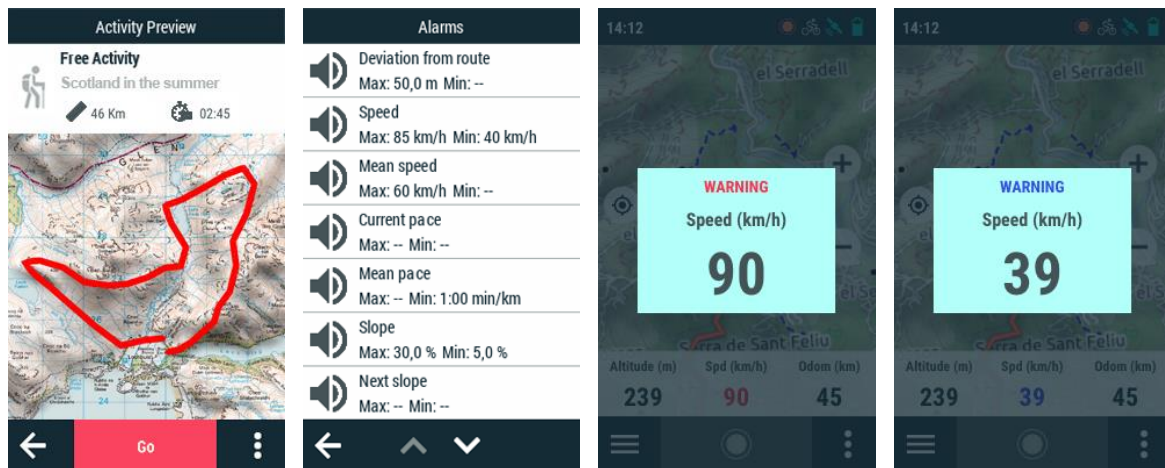 Activity Preview
Free Activity
Scotland in the summer
46 Km
02:45
G L E N
24
Go
Alarms
Deviation from route
Max: 50,0 m Min: --
Speed
Max: 85 km/h Min: 40 km/h
Mean speed
Max: 60 km/h Min: --
Current pace
Max: -- Min: --
Mean pace
Max: -- Min: 1:00 min/km
Slope
Max: 30,0 % Min: 5,0 %
Next slope
Max: -- Min: --
14:12
el Serradell
WARNING
Speed (km/h)
90
Serra de Sant Feliu
Altitude (m) Spd (km/h) Odom (km)
239 90 45
14:12
el Serradell
WARNING
Speed (km/h)
39
Serra de Sant Feliu
Altitude (m) Spd (km/h) Odom (km)
239 39 45